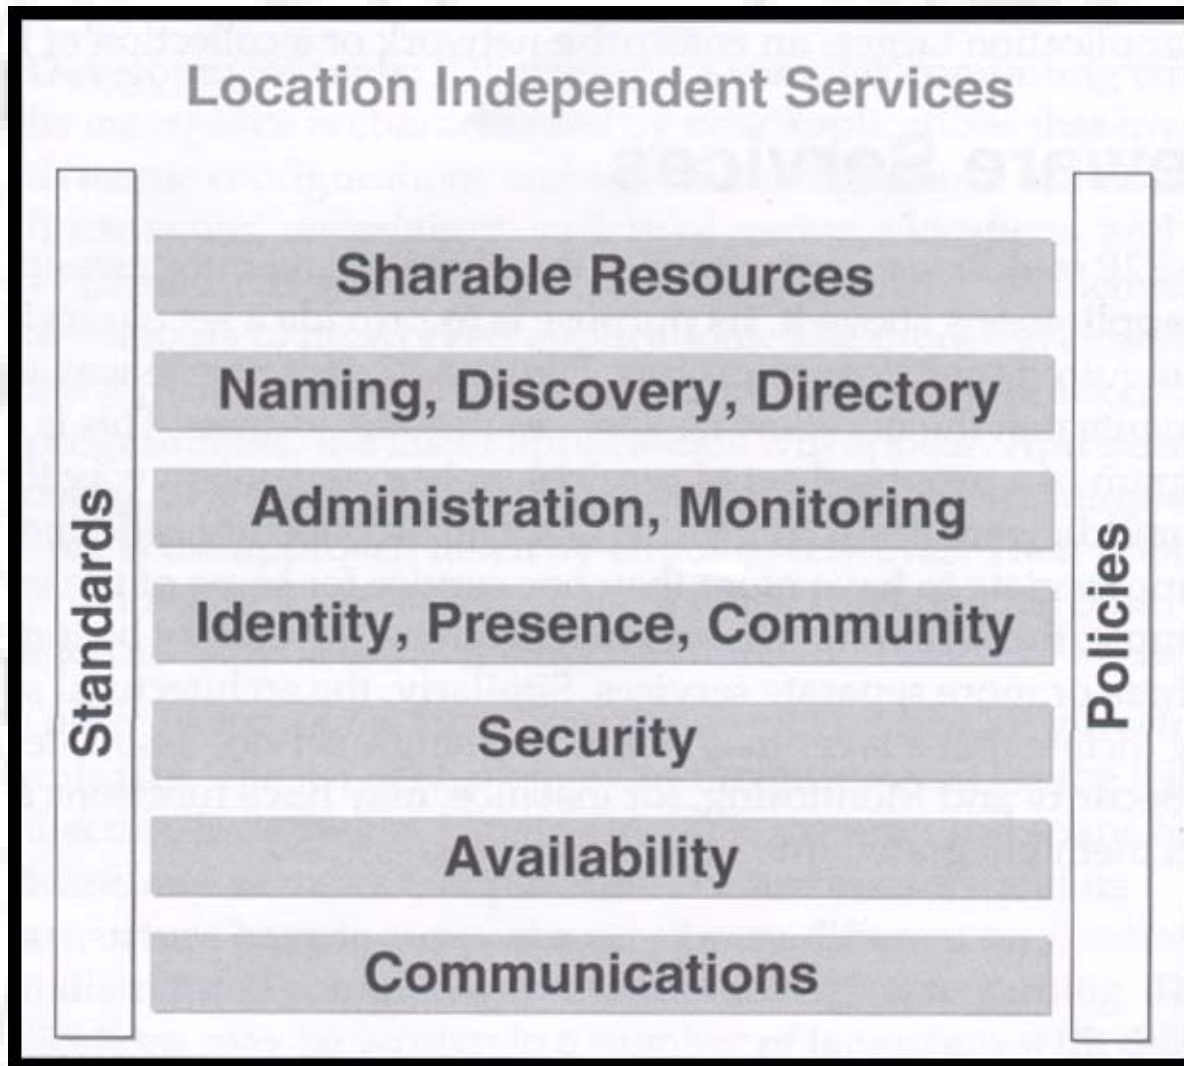 Location Independent Services
Standards
Sharable Resources
Naming, Discovery, Directory
Administration, Monitoring
Identity, Presence, Community
Security
Availability
Communications
Policies